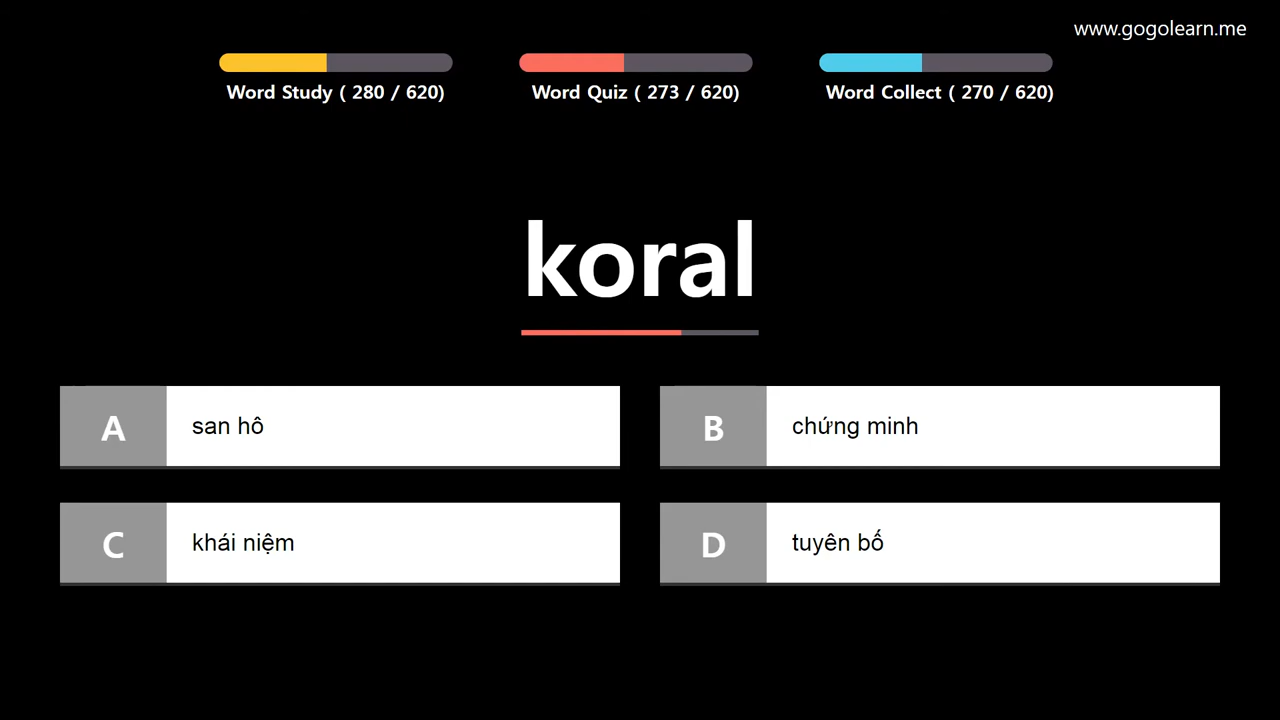 www.gogolearn.me
Word Study ( 280 / 620)
Word Quiz ( 273 / 620)
Word Collect ( 270 / 620)
koral
A san hô
B chứng minh
C khái niệm
D tuyên bố